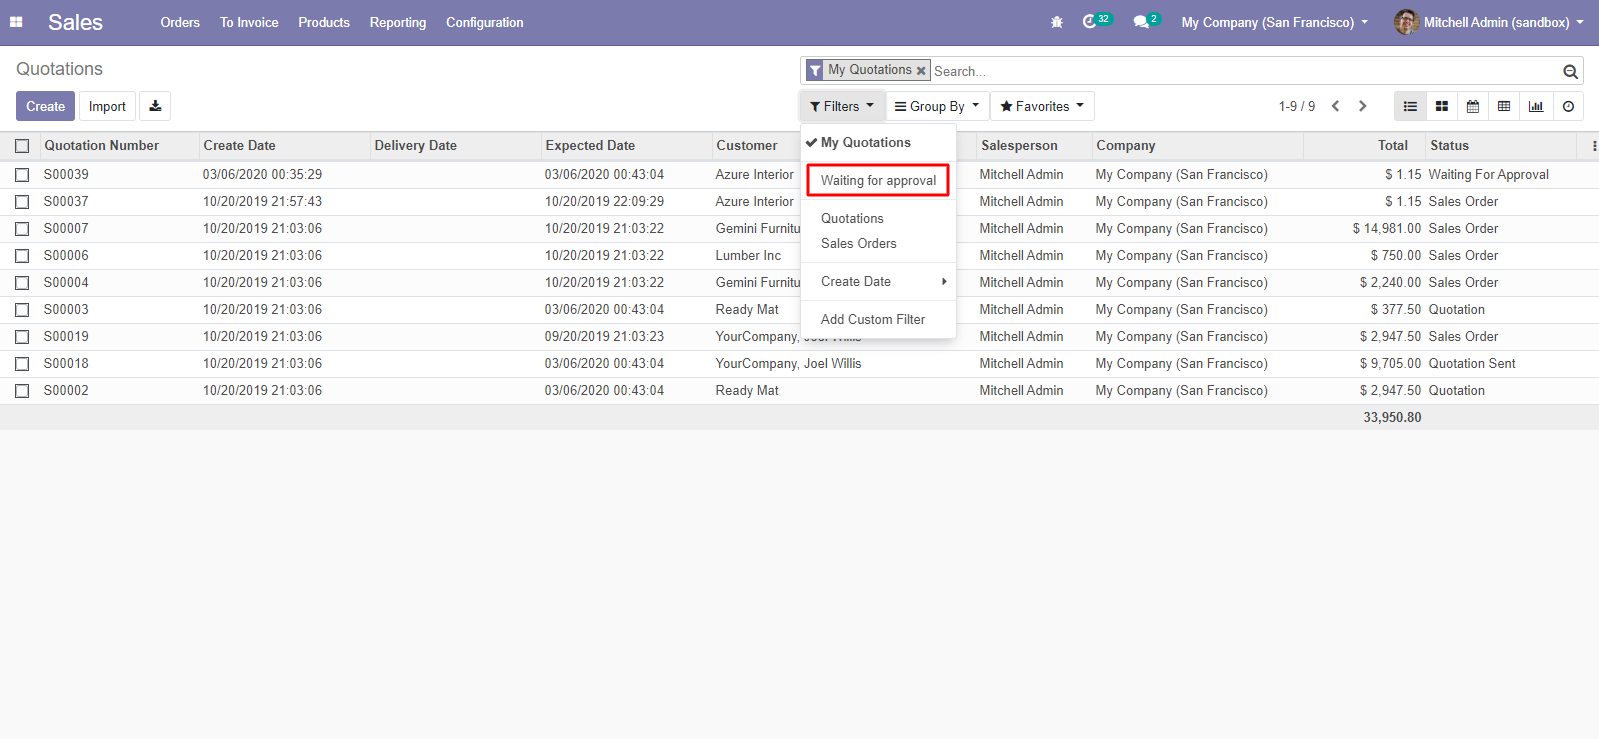 Sales Orders To Invoice Products Reporting Configuration 32 2 My Company (San Francisco) Mitchell Admin (sandbox)
Quotations
My Quotations Search...
Create Import Filters Group By Favorites 1-9 / 9
Quotation Number Create Date Delivery Date Expected Date Customer Salesperson Company Total Status
My Quotations
Waiting for approval
Quotations
Sales Orders
Create Date
Add Custom Filter
S00039 03/06/2020 00:35:29 03/06/2020 00:43:04 Azure Interior Mitchell Admin My Company (San Francisco) $ 1.15 Waiting For Approval
S00037 10/20/2019 21:57:43 10/20/2019 22:09:29 Azure Interior Mitchell Admin My Company (San Francisco) $ 1.15 Sales Order
S00007 10/20/2019 21:03:06 10/20/2019 21:03:22 Gemini Furnitu Mitchell Admin My Company (San Francisco) $ 14,981.00 Sales Order
S00006 10/20/2019 21:03:06 10/20/2019 21:03:22 Lumber Inc Mitchell Admin My Company (San Francisco) $ 750.00 Sales Order
S00004 10/20/2019 21:03:06 10/20/2019 21:03:22 Gemini Furnitu Mitchell Admin My Company (San Francisco) $ 2,240.00 Sales Order
S00003 10/20/2019 21:03:06 03/06/2020 00:43:04 Ready Mat Mitchell Admin My Company (San Francisco) $ 377.50 Quotation
S00019 10/20/2019 21:03:06 09/20/2019 21:03:23 YourCompany, Joel Willis Mitchell Admin My Company (San Francisco) $ 2,947.50 Sales Order
S00018 10/20/2019 21:03:06 03/06/2020 00:43:04 YourCompany, Joel Willis Mitchell Admin My Company (San Francisco) $ 9,705.00 Quotation Sent
S00002 10/20/2019 21:03:06 03/06/2020 00:43:04 Ready Mat Mitchell Admin My Company (San Francisco) $ 2,947.50 Quotation
33,950.80